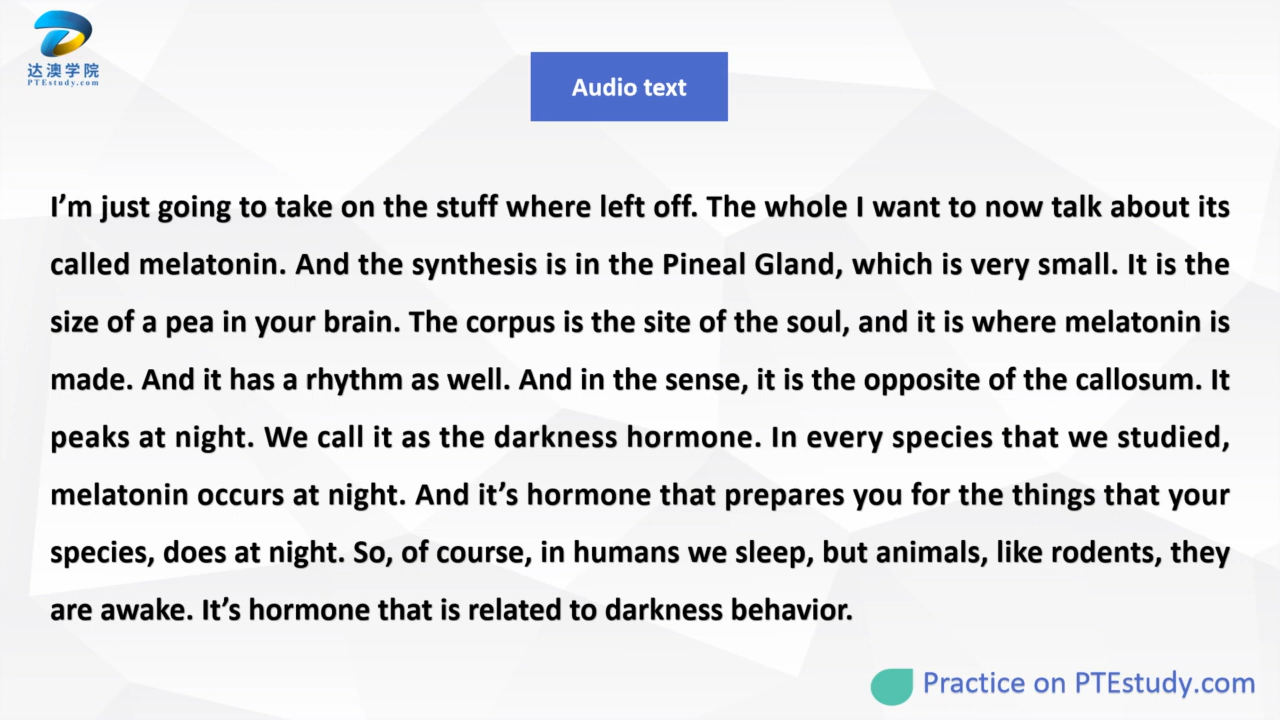 达澳学院
PTEstudy.com
Audio text
I’m just going to take on the stuff where left off. The whole I want to now talk about its
called melatonin. And the synthesis is in the Pineal Gland, which is very small. It is the
size of a pea in your brain. The corpus is the site of the soul, and it is where melatonin is
made. And it has a rhythm as well. And in the sense, it is the opposite of the callosum. It
peaks at night. We call it as the darkness hormone. In every species that we studied,
melatonin occurs at night. And it’s hormone that prepares you for the things that your
species, does at night. So, of course, in humans we sleep, but animals, like rodents, they
are awake. It’s hormone that is related to darkness behavior.
Practice on PTEstudy.com